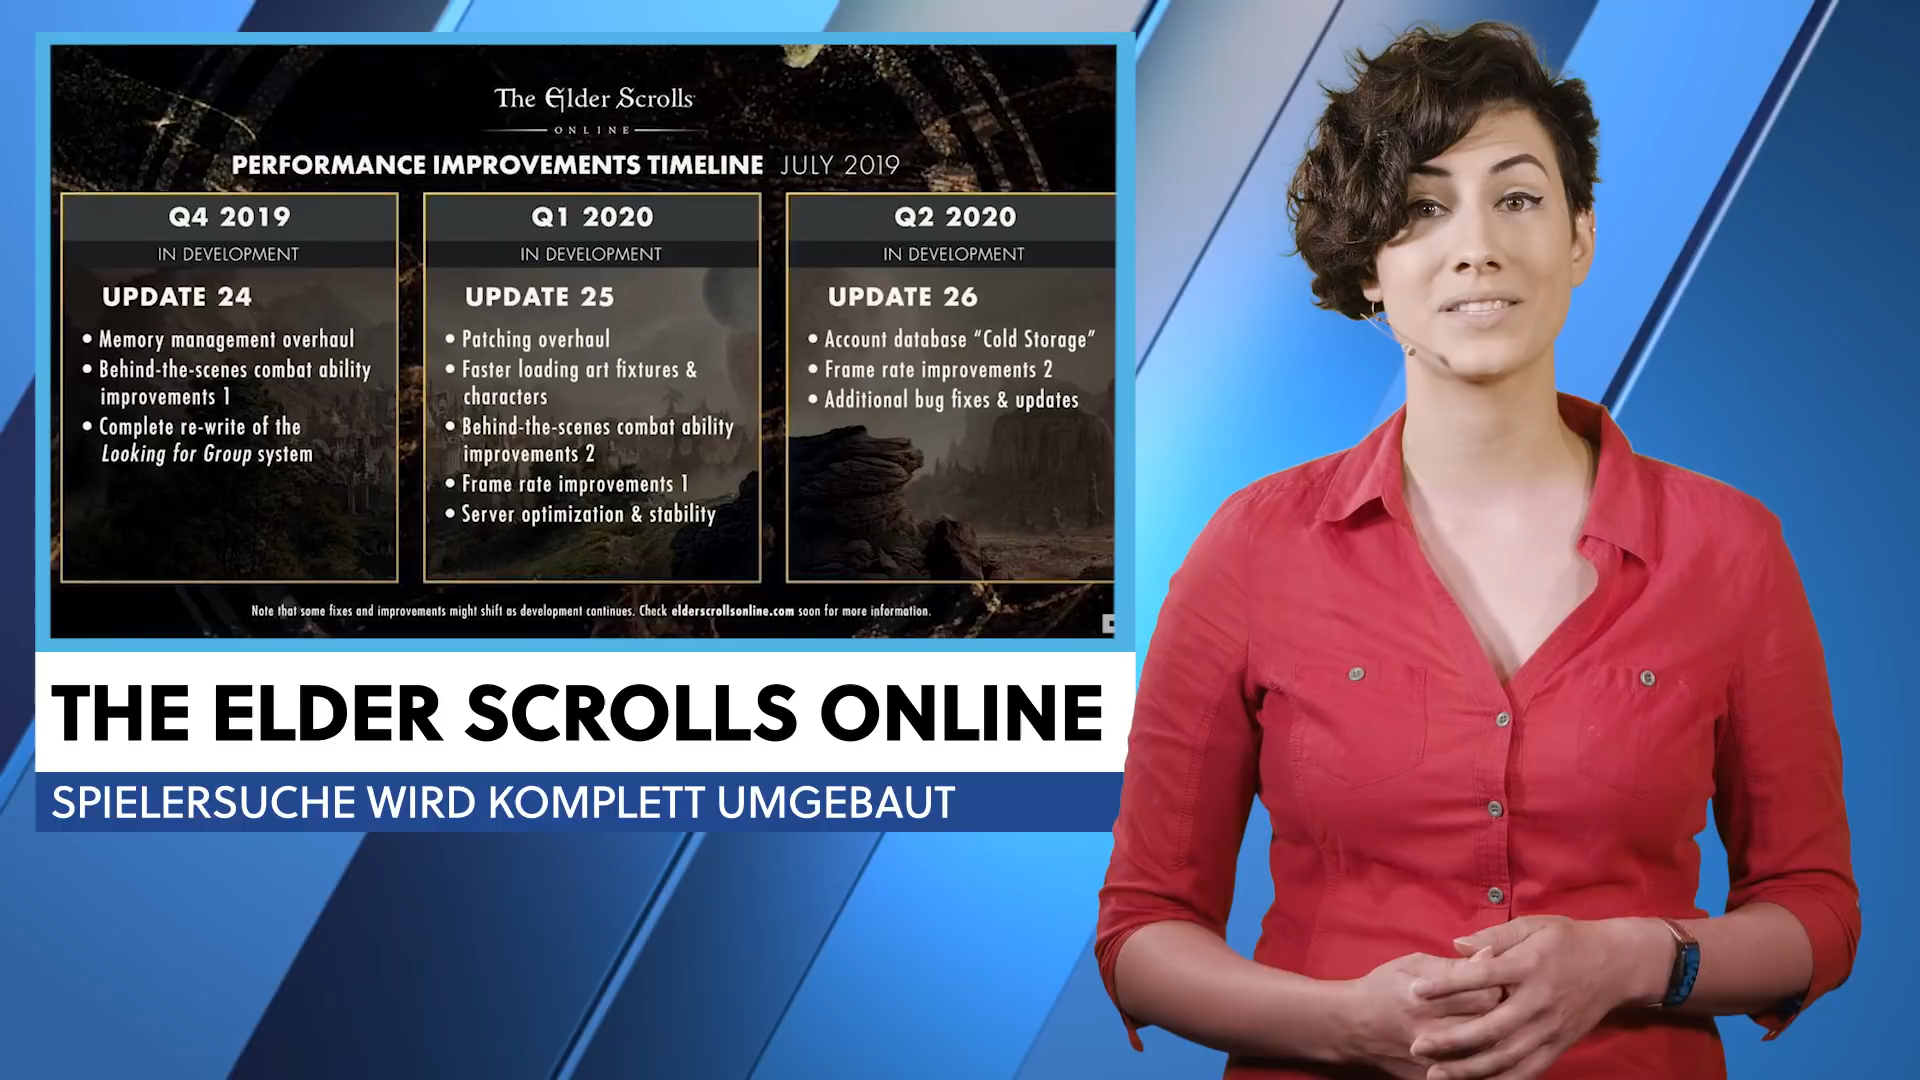 The Elder Scrolls
ONLINE
PERFORMANCE IMPROVEMENTS TIMELINE JULY 2019
Q4 2019
IN DEVELOPMENT
UPDATE 24
• Memory management overhaul
• Behind-the-scenes combat ability
improvements 1
• Complete re-write of the
Looking for Group system
Q1 2020
IN DEVELOPMENT
UPDATE 25
• Patching overhaul
• Faster loading art fixtures &
characters
• Behind-the-scenes combat ability
improvements 2
• Frame rate improvements 1
• Server optimization & stability
Q2 2020
IN DEVELOPMENT
UPDATE 26
• Account database “Cold Storage”
• Frame rate improvements 2
• Additional bug fixes & updates
Note that some fixes and improvements might shift as development continues. Check elderscrollsonline.com soon for more information.
THE ELDER SCROLLS ONLINE
SPIELERSUCHE WIRD KOMPLETT UMGEBAUT